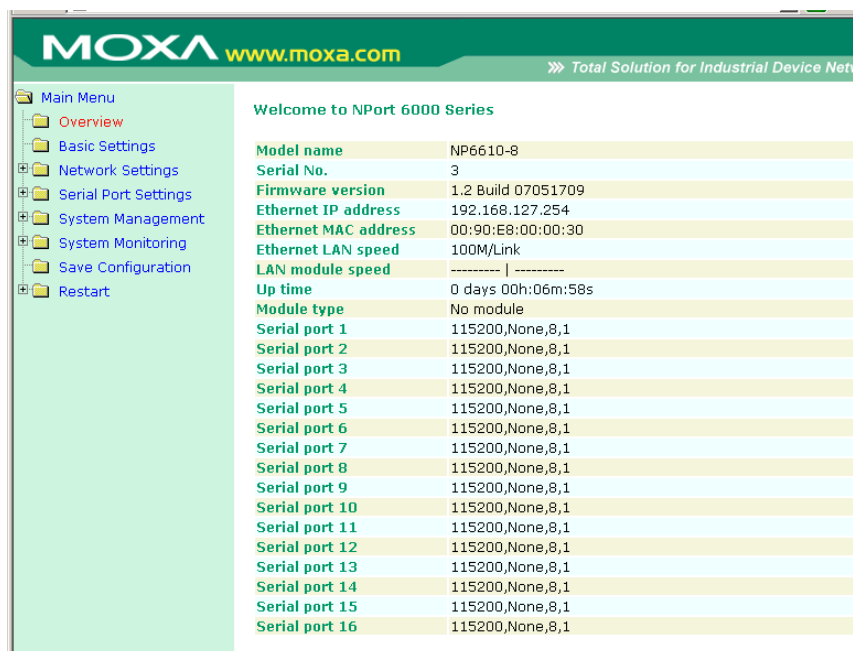 MOXA www.moxa.com
Total Solution for Industrial Device Netw
Main Menu
Overview
Basic Settings
Network Settings
Serial Port Settings
System Management
System Monitoring
Save Configuration
Restart
Welcome to NPort 6000 Series
Model name NP6610-8
Serial No. 3
Firmware version 1.2 Build 07051709
Ethernet IP address 192.168.127.254
Ethernet MAC address 00:90:E8:00:00:30
Ethernet LAN speed 100M/Link
LAN module speed --------- | ---------
Up time 0 days 00h:06m:58s
Module type No module
Serial port 1 115200,None,8,1
Serial port 2 115200,None,8,1
Serial port 3 115200,None,8,1
Serial port 4 115200,None,8,1
Serial port 5 115200,None,8,1
Serial port 6 115200,None,8,1
Serial port 7 115200,None,8,1
Serial port 8 115200,None,8,1
Serial port 9 115200,None,8,1
Serial port 10 115200,None,8,1
Serial port 11 115200,None,8,1
Serial port 12 115200,None,8,1
Serial port 13 115200,None,8,1
Serial port 14 115200,None,8,1
Serial port 15 115200,None,8,1
Serial port 16 115200,None,8,1